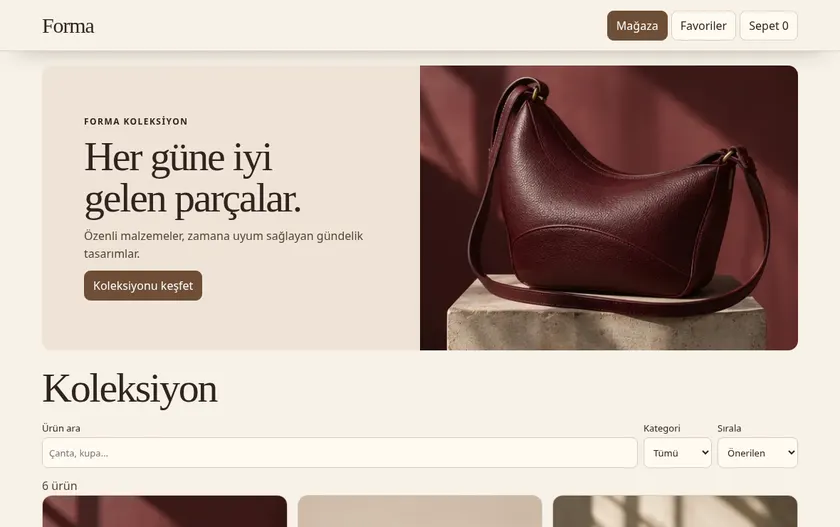 Forma
Mağaza
Favoriler
Sepet 0
FORMA KOLEKSİYON
Her güne iyi
gelen parçalar.
Özenli malzemeler, zamana uyum sağlayan gündelik
tasarımlar.
Koleksiyonu keşfet
Koleksiyon
Ürün ara
Kategori
Sırala
Çanta, kupa...
Tümü
Önerilen
6 ürün